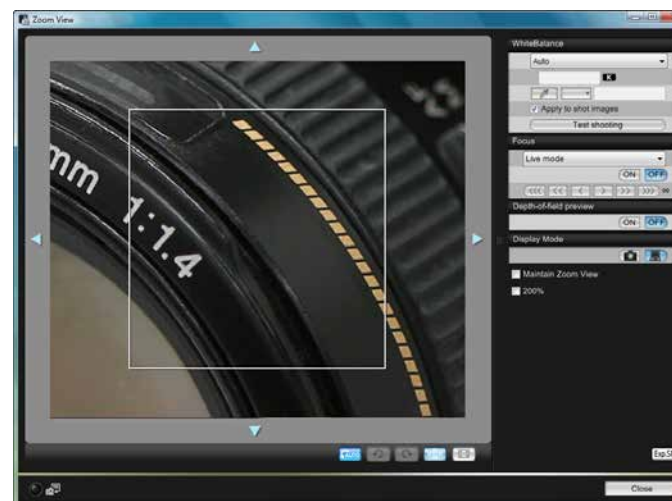 Zoom View
WhiteBalance
Auto
K
Apply to shot images
Test shooting
Focus
Live mode
ON OFF
<<< << < > >> >>> ∞
Depth-of-field preview
ON OFF
Display Mode
Maintain Zoom View
200%
mm 1:1.4
Close